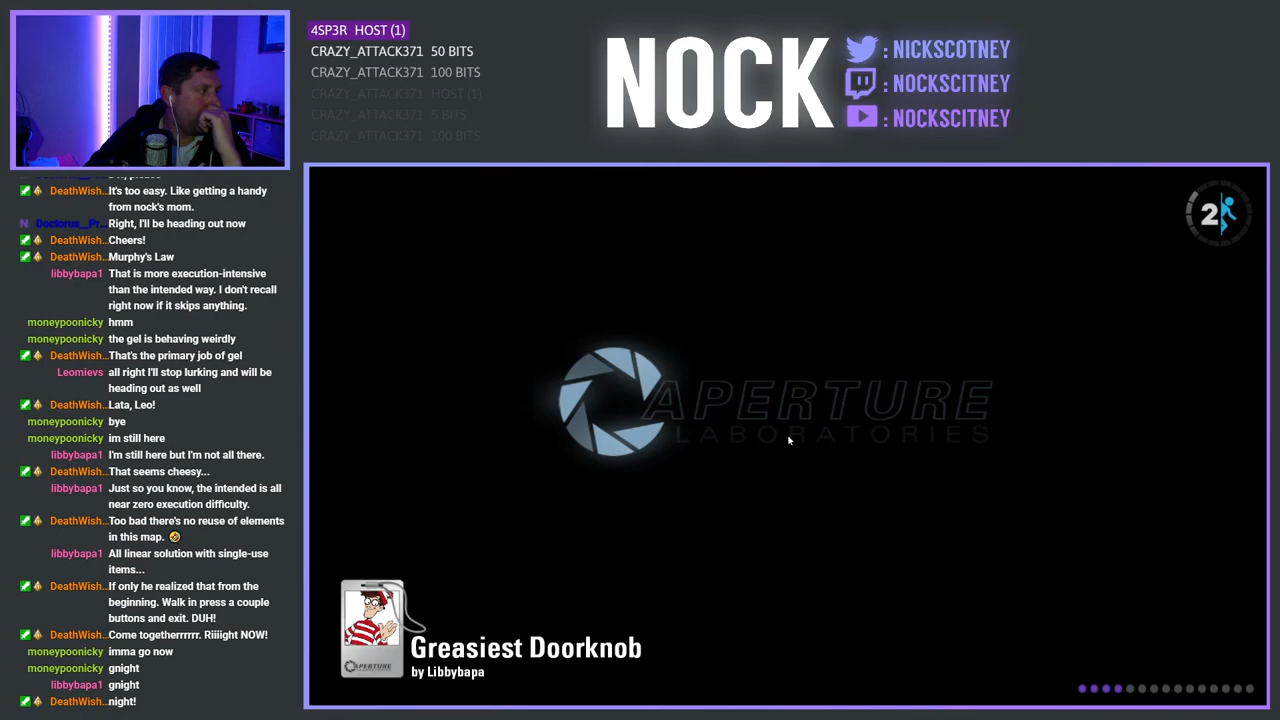 4SP3R HOST (1)
CRAZY_ATTACK371 50 BITS
CRAZY_ATTACK371 100 BITS
CRAZY_ATTACK371 HOST (1)
CRAZY_ATTACK371 5 BITS
CRAZY_ATTACK371 100 BITS
NOCK
: NICKSCOTNEY
: NOCKSCITNEY
: NOCKSCITNEY
DeathWish... It's too easy. Like getting a handy
from nock's mom.
Doctorus__Pr... Right, I'll be heading out now
DeathWish... Cheers!
DeathWish... Murphy's Law
libbybapa1 That is more execution-intensive
than the intended way. I don't recall
right now if it skips anything.
moneypoonicky hmm
moneypoonicky the gel is behaving weirdly
DeathWish... That's the primary job of gel
Leomievs all right I'll stop lurking and will be
heading out as well
DeathWish... Lata, Leo!
moneypoonicky bye
moneypoonicky im still here
libbybapa1 I'm still here but I'm not all there.
DeathWish... That seems cheesy...
libbybapa1 Just so you know, the intended is all
near zero execution difficulty.
DeathWish... Too bad there's no reuse of elements
in this map. 🤣
libbybapa1 All linear solution with single-use
items...
DeathWish... If only he realized that from the
beginning. Walk in press a couple
buttons and exit. DUH!
DeathWish... Come togetherrrrrr. Riiiight NOW!
moneypoonicky imma go now
moneypoonicky gnight
libbybapa1 gnight
DeathWish... night!
2
APERTURE
LABORATORIES
APERTURE
Greasiest Doorknob
by Libbybapa